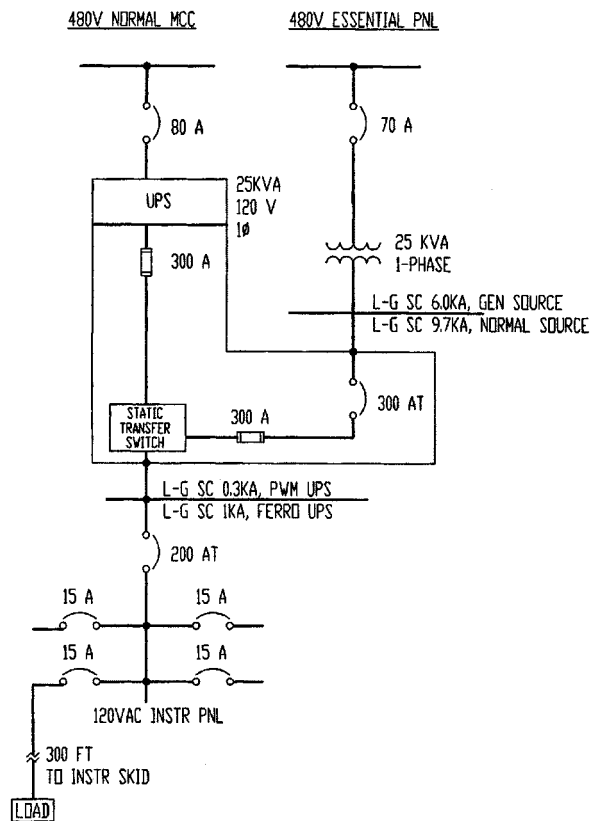 480V NORMAL MCC
480V ESSENTIAL PNL
80 A
70 A
UPS
25KVA
120 V
1ø
300 A
25 KVA
1-PHASE
L-G SC 6.0KA, GEN SOURCE
L-G SC 9.7KA, NORMAL SOURCE
300 AT
300 A
STATIC
TRANSFER
SWITCH
L-G SC 0.3KA, PWM UPS
L-G SC 1KA, FERRO UPS
200 AT
15 A
15 A
15 A
15 A
120VAC INSTR PNL
300 FT
TO INSTR SKID
LOAD